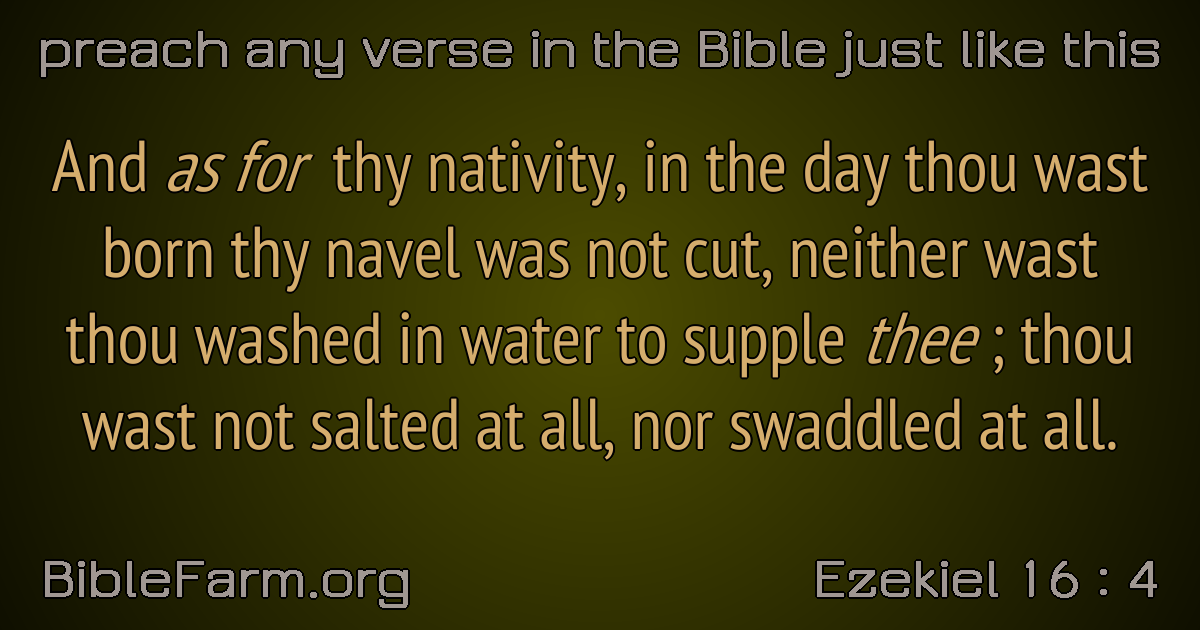 preach any verse in the Bible just like this
And as for thy nativity, in the day thou wast
born thy navel was not cut, neither wast
thou washed in water to supple thee ; thou
wast not salted at all, nor swaddled at all.
BibleFarm.org
Ezekiel 16 : 4